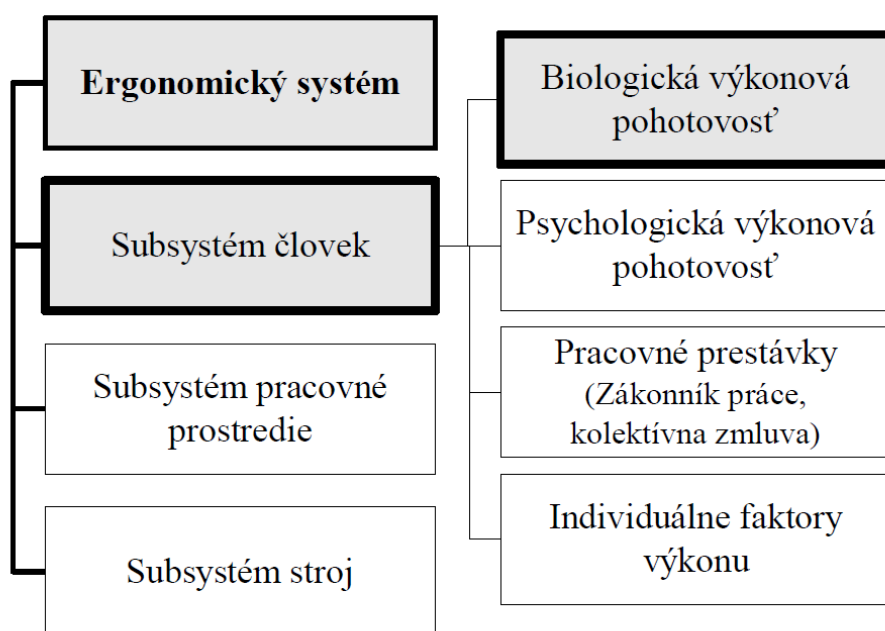 Ergonomický systém
Subsystém človek
Subsystém pracovné
prostredie
Subsystém stroj
Biologická výkonová
pohotovosť
Psychologická výkonová
pohotovosť
Pracovné prestávky
(Zákonník práce,
kolektívna zmluva)
Individuálne faktory
výkonu